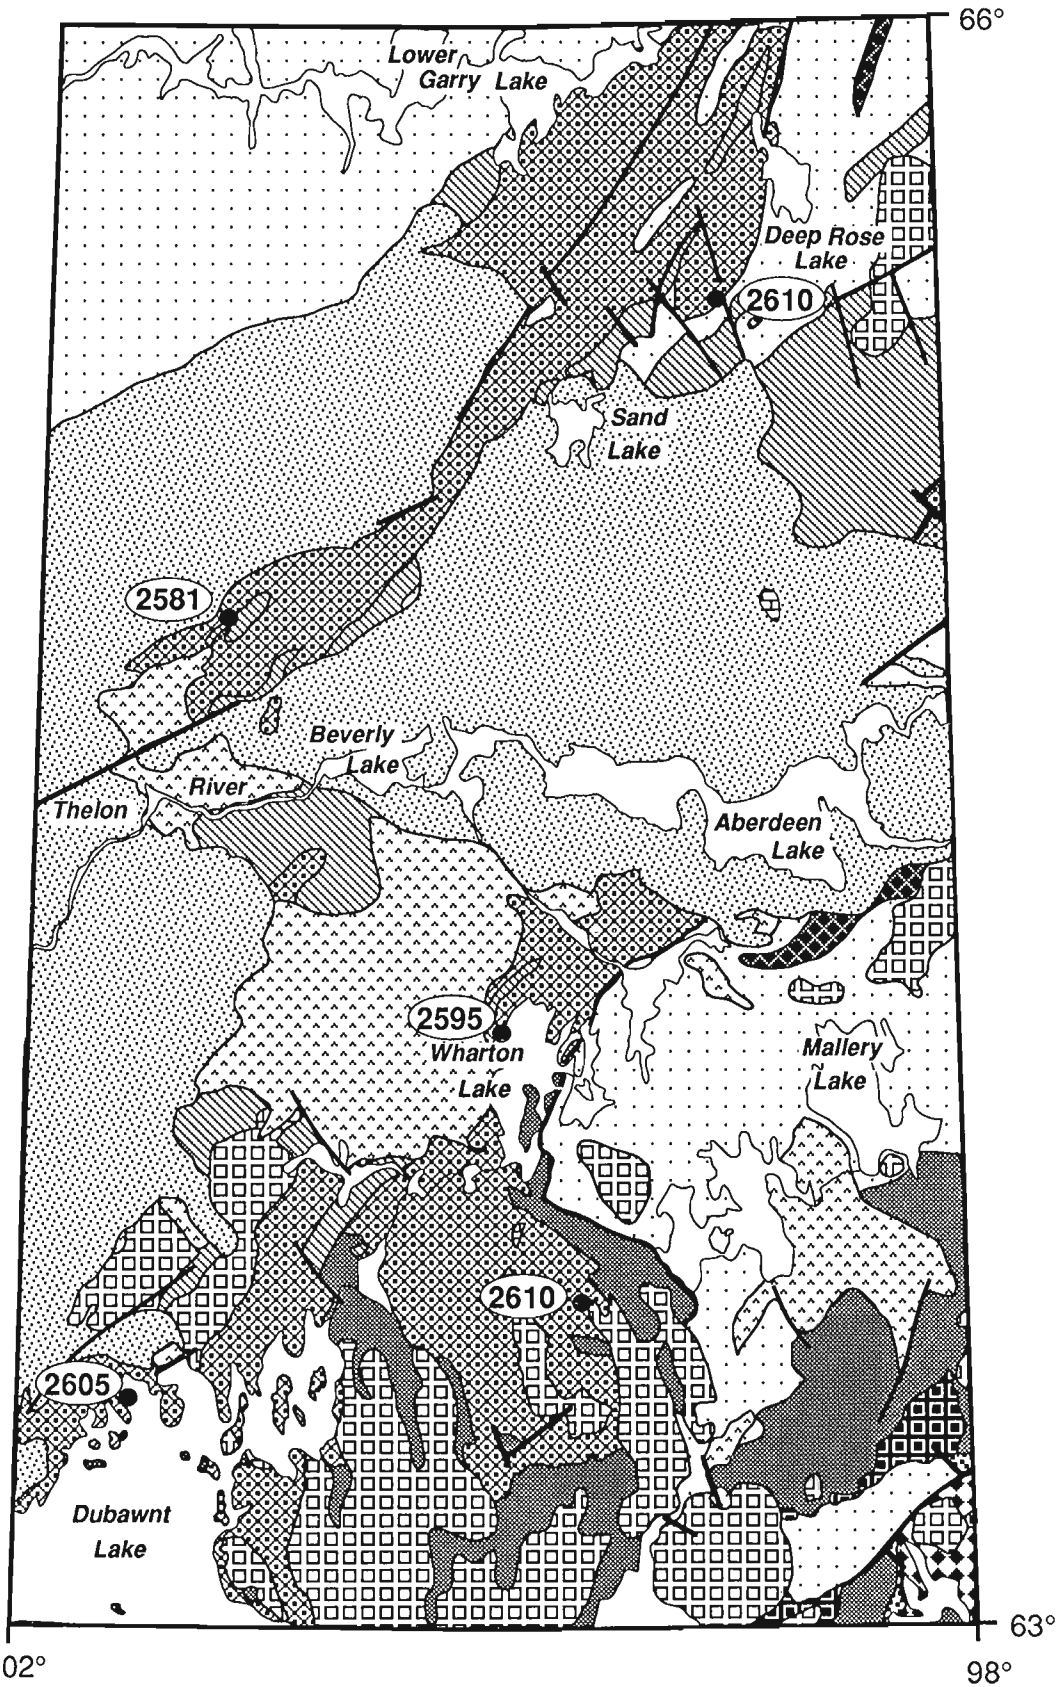 66°
Lower
Garry Lake
Deep Rose
Lake
2610
Sand
Lake
2581
Beverly
Lake
River
Thelon
Aberdeen
Lake
2595
Wharton
Lake
Mallery
Lake
2610
2605
Dubawnt
Lake
63°
02°
98°